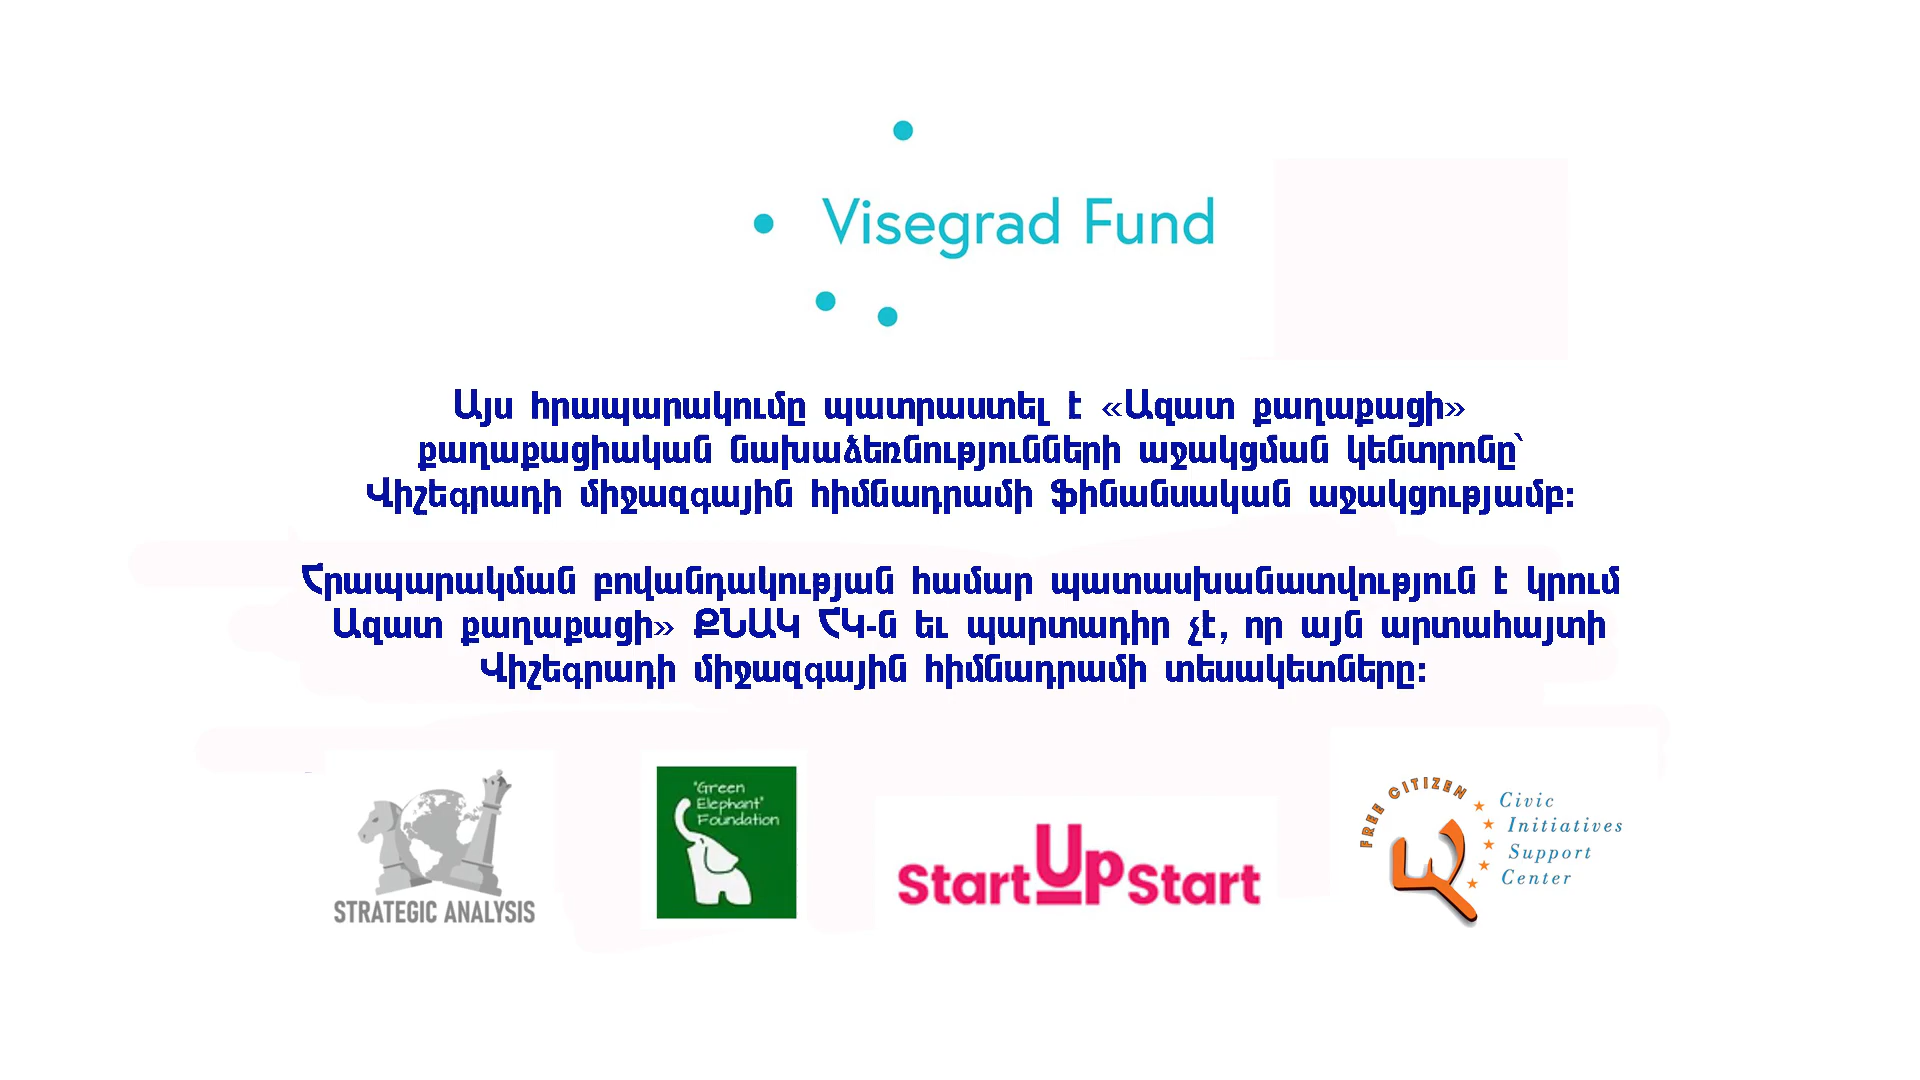 Visegrad Fund
Այս հրապարակումը պատրաստել է «Ազատ քաղաքացի»
քաղաքացիական նախաձեռնությունների աջակցման կենտրոնը՝
Վիշեգրադի միջազգային հիմնադրամի ֆինանսական աջակցությամբ:
Հրապարակման բովանդակության համար պատասխանատվություն է կրում
Ազատ քաղաքացի» ՔՆԱԿ ՀԿ-ն եւ պարտադիր չէ, որ այն արտահայտի
Վիշեգրադի միջազգային հիմնադրամի տեսակետները:
STRATEGIC ANALYSIS
"Green
Elephant"
Foundation
StartUpStart
FREE CITIZEN
Civic
Initiatives
Support
Center